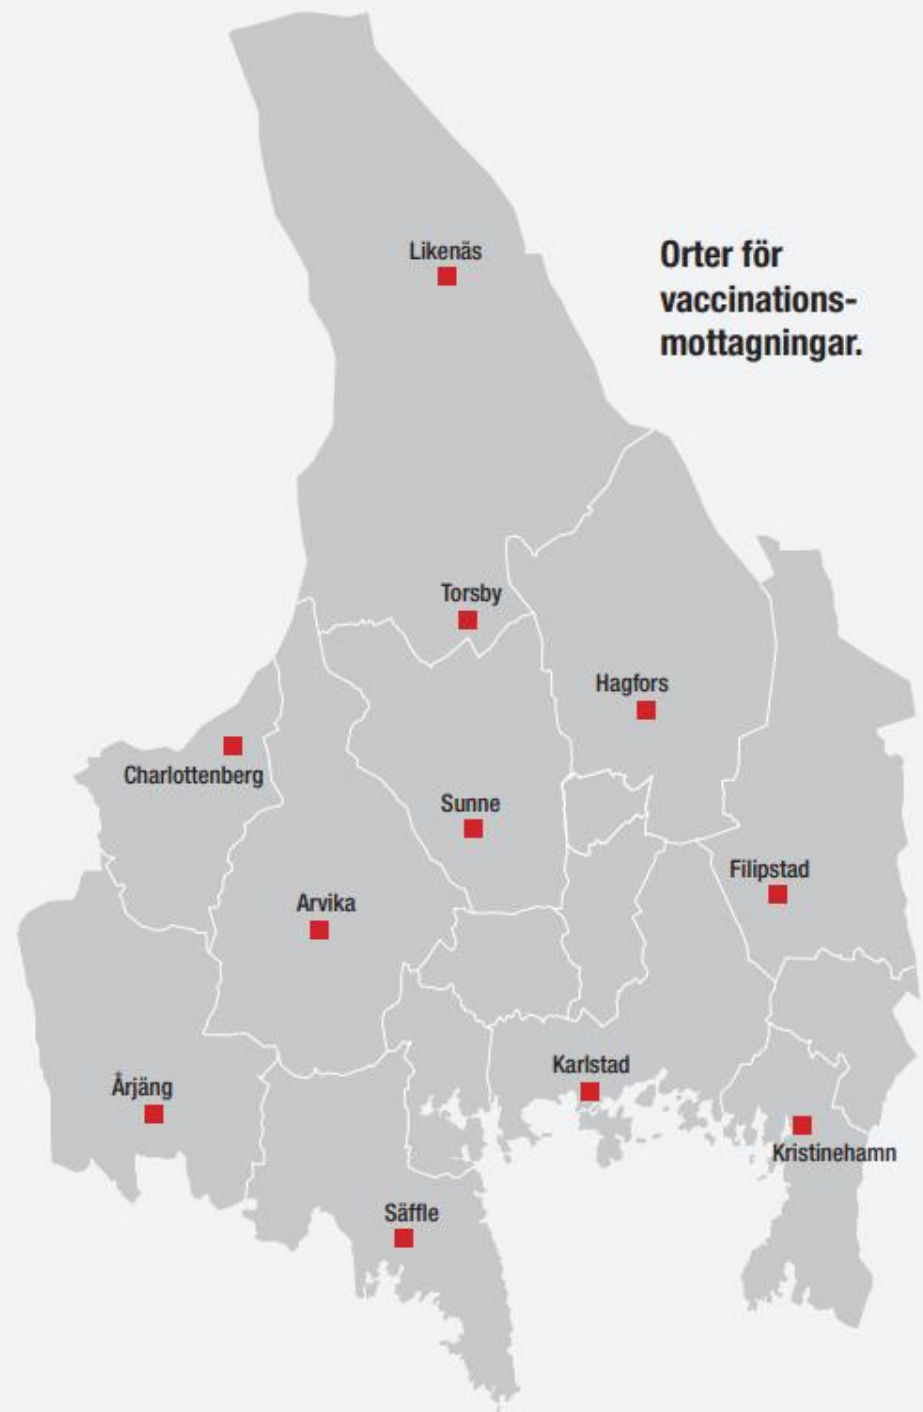 Likenäs
Orter för
vaccinations-
mottagningar.
Torsby
Hagfors
Charlottenberg
Sunne
Filipstad
Arvika
Karlstad
Årjäng
Kristinehamn
Säffle